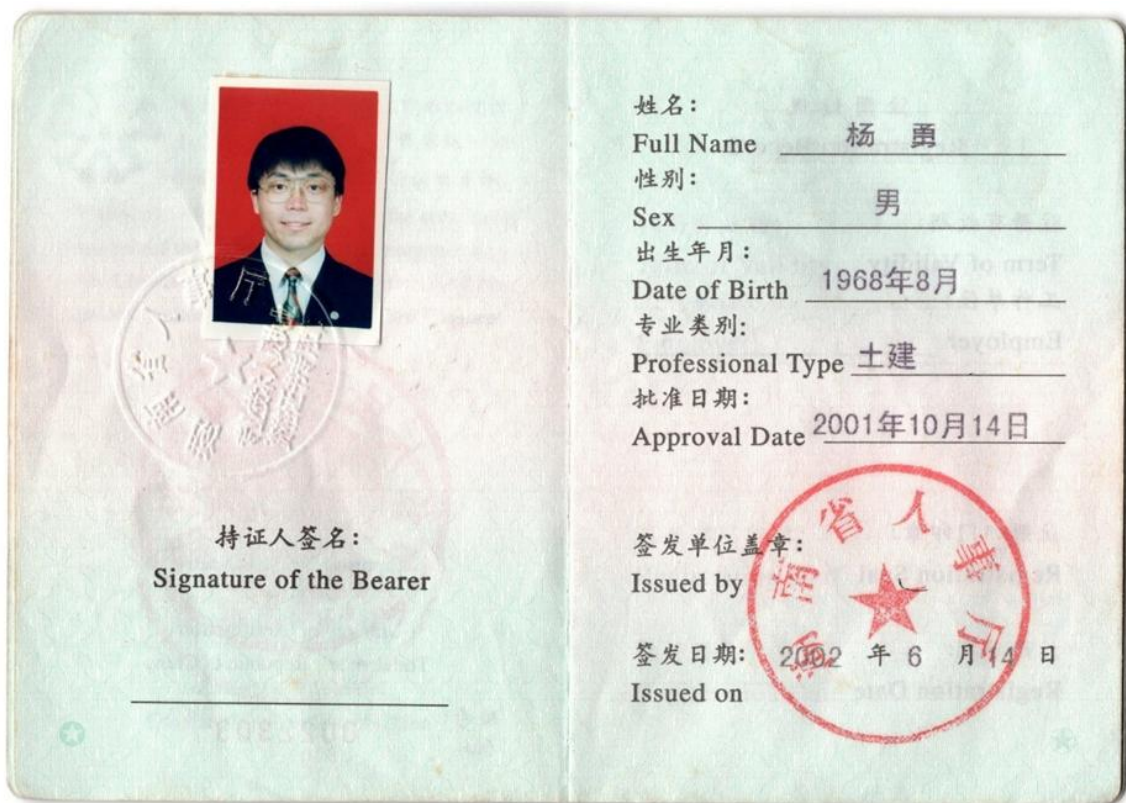 持证人签名:
Signature of the Bearer
姓名:
Full Name 杨 勇
性别:
Sex 男
出生年月:
Date of Birth 1968年8月
专业类别:
Professional Type 土建
批准日期:
Approval Date 2001年10月14日
签发单位盖章:
Issued by
省人事厅
签发日期: 2002 年 6 月 14 日
Issued on